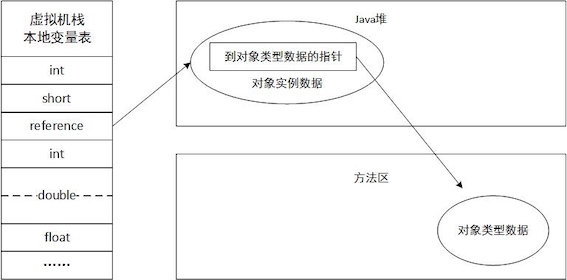 虚拟机栈
本地变量表
int
short
reference
int
double
float
……
Java堆
到对象类型数据的指针
对象实例数据
方法区
对象类型数据